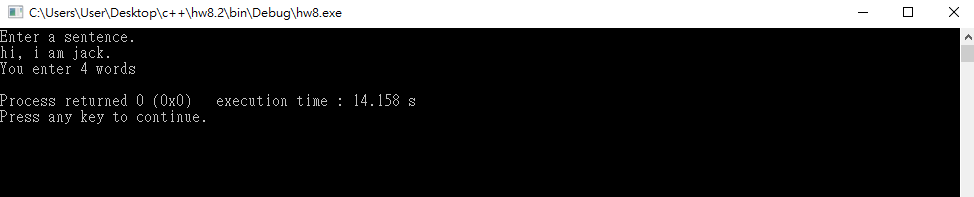 C:\Users\User\Desktop\c++\hw8.2\bin\Debug\hw8.exe
Enter a sentence.
hi, i am jack.
You enter 4 words
Process returned 0 (0x0)   execution time : 14.158 s
Press any key to continue.